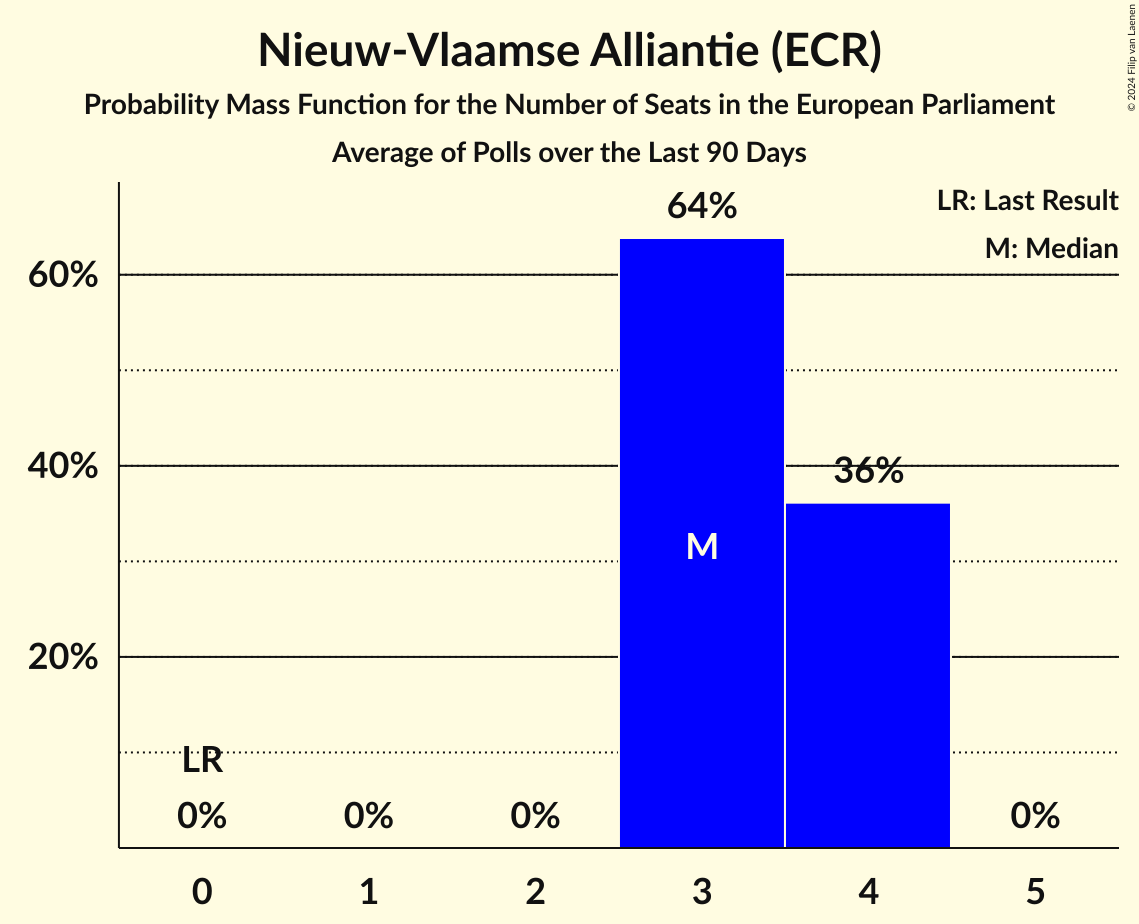 Nieuw-Vlaamse Alliantie (ECR)
Probability Mass Function for the Number of Seats in the European Parliament
Average of Polls over the Last 90 Days
© 2024 Filip van Laenen
LR: Last Result
M: Median
64%
60%
40%
36%
M
20%
LR
0%
0%
0%
0%
0
1
2
3
4
5